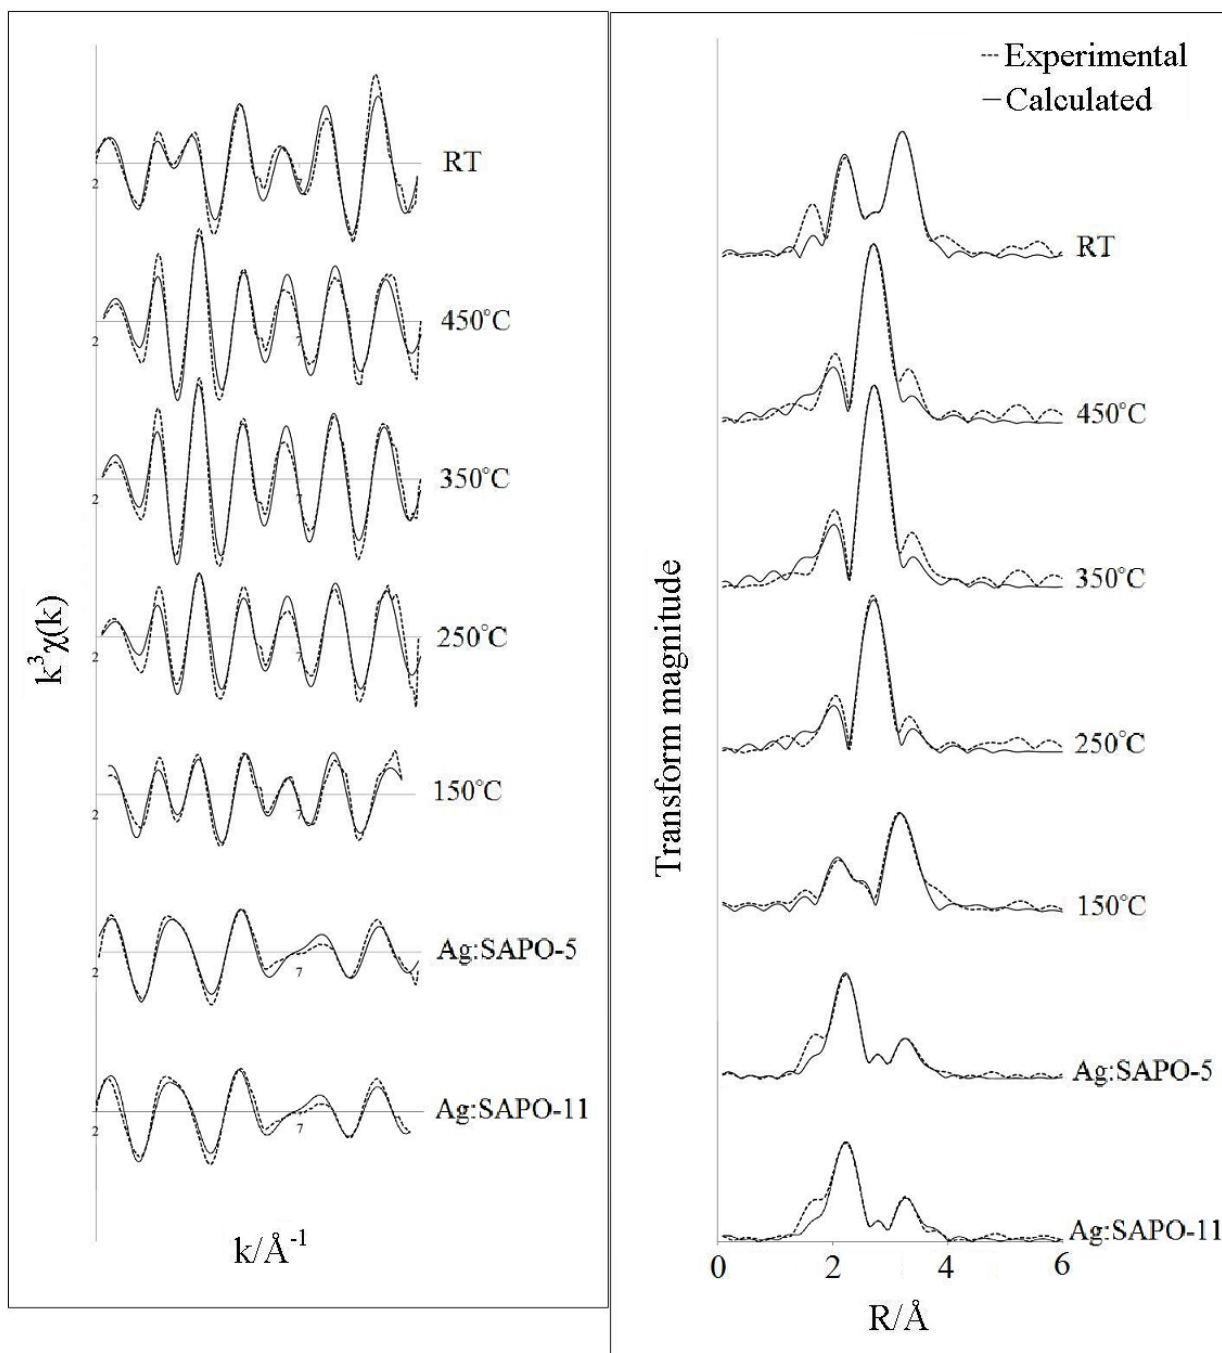 RT
2
7
450°C
2
7
350°C
2
7
k³χ(k)
250°C
2
7
150°C
2
7
Ag:SAPO-5
2
7
Ag:SAPO-11
2
7
k/Å⁻¹
--- Experimental
— Calculated
RT
450°C
350°C
Transform magnitude
250°C
150°C
Ag:SAPO-5
Ag:SAPO-11
0 2 4 6
R/Å